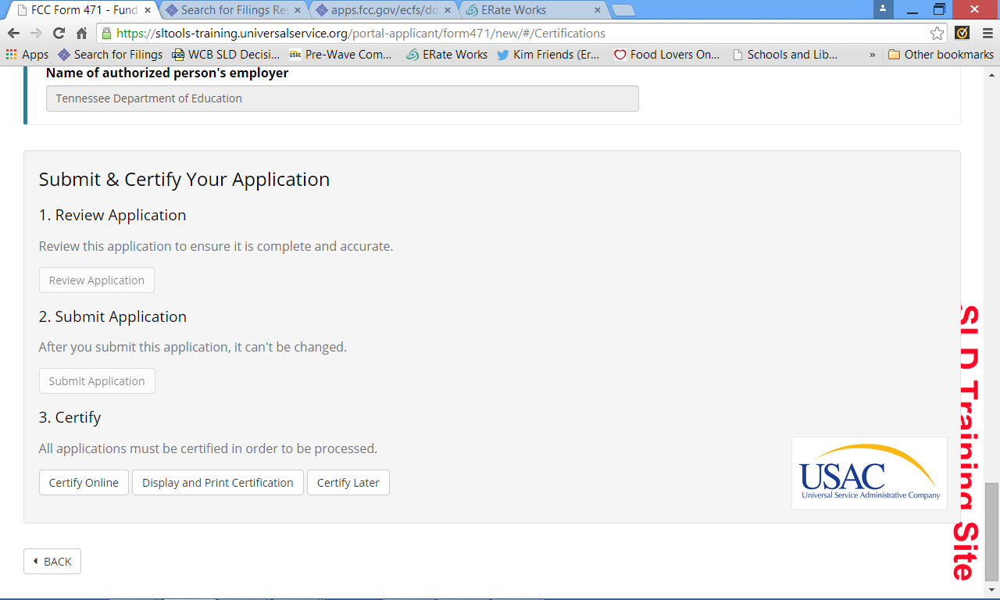 FCC Form 471 - Fund
Search for Filings Res
apps.fcc.gov/ecfs/do
ERate Works
https://sltools-training.universalservice.org/portal-applicant/form471/new/#/Certifications
Apps
Search for Filings
WCB SLD Decisi...
USAC Pre-Wave Com...
ERate Works
Kim Friends (Er...
Food Lovers On...
Schools and Lib...
»
Other bookmarks
Name of authorized person's employer
Tennessee Department of Education
Submit & Certify Your Application
1. Review Application
Review this application to ensure it is complete and accurate.
Review Application
2. Submit Application
After you submit this application, it can't be changed.
Submit Application
3. Certify
All applications must be certified in order to be processed.
Certify Online
Display and Print Certification
Certify Later
USAC
Universal Service Administrative Company
SLD Training Site
BACK